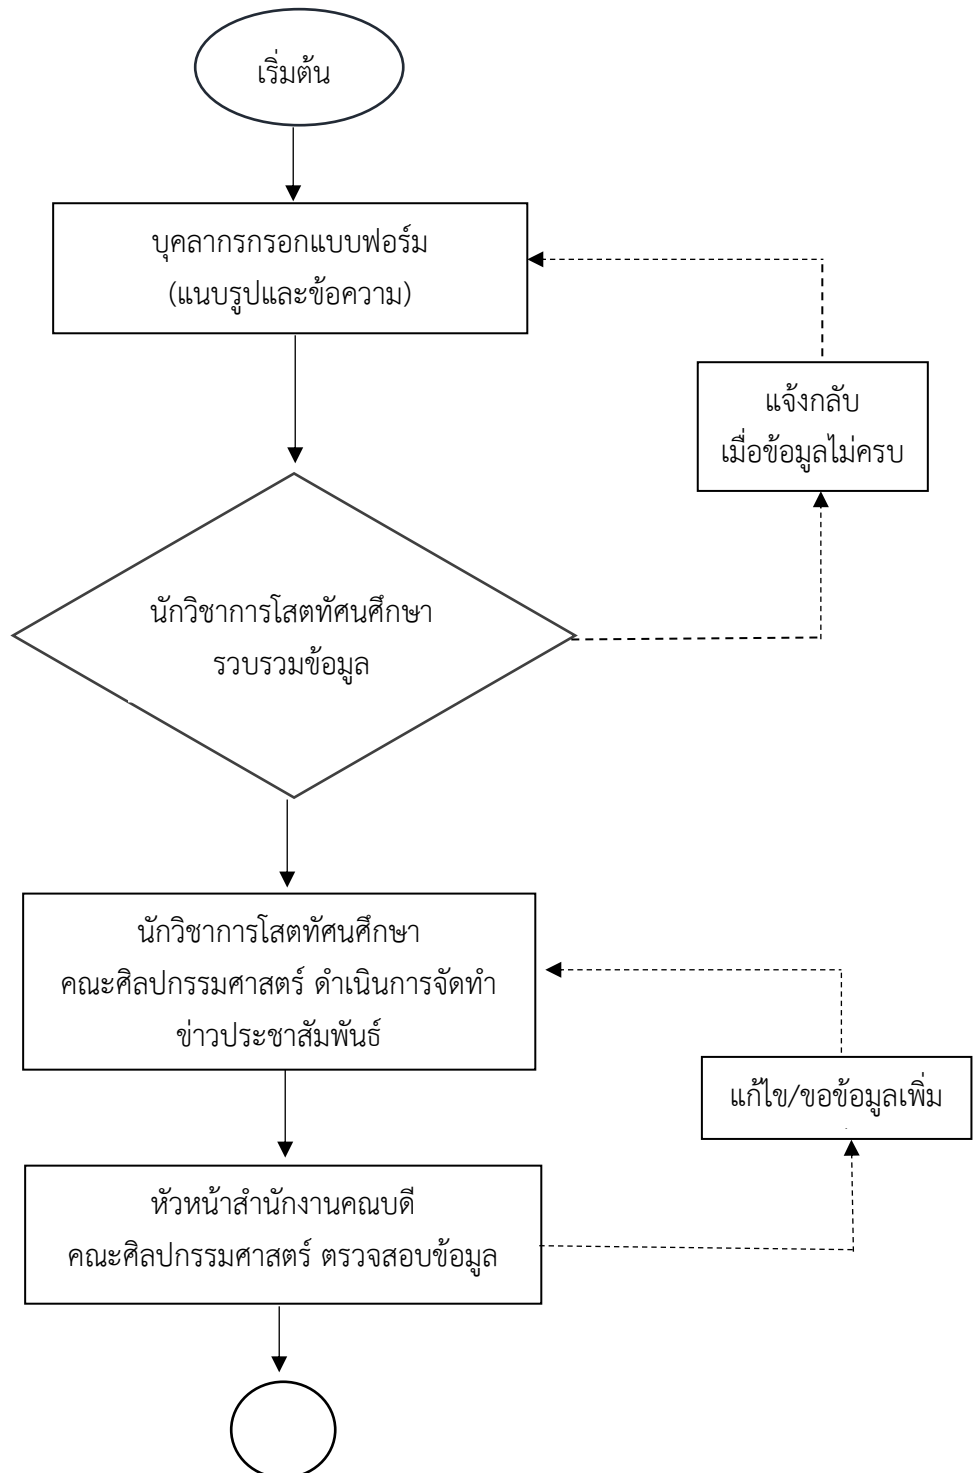 เริ่มต้น
บุคลากรกรอกแบบฟอร์ม
(แนบรูปและข้อความ)
แจ้งกลับ
เมื่อข้อมูลไม่ครบ
นักวิชาการโสตทัศนศึกษา
รวบรวมข้อมูล
นักวิชาการโสตทัศนศึกษา
คณะศิลปกรรมศาสตร์ ดำเนินการจัดทำ
ข่าวประชาสัมพันธ์
แก้ไข/ขอข้อมูลเพิ่ม
หัวหน้าสำนักงานคณบดี
คณะศิลปกรรมศาสตร์ ตรวจสอบข้อมูล